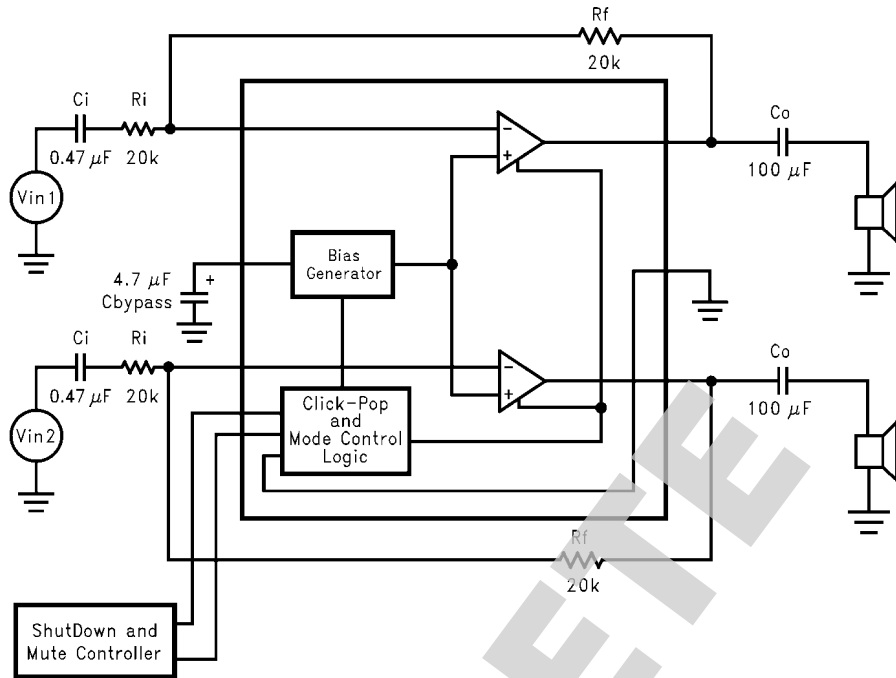 Rf
20k
Ci
Ri
0.47 μF
20k
Vin1
−
+
Co
100 μF
Bias
Generator
4.7 μF
+
Cbypass
Ci
Ri
0.47 μF
20k
Vin2
−
+
Co
100 μF
Click-Pop
and
Mode Control
Logic
Rf
20k
ShutDown and
Mute Controller
ETE